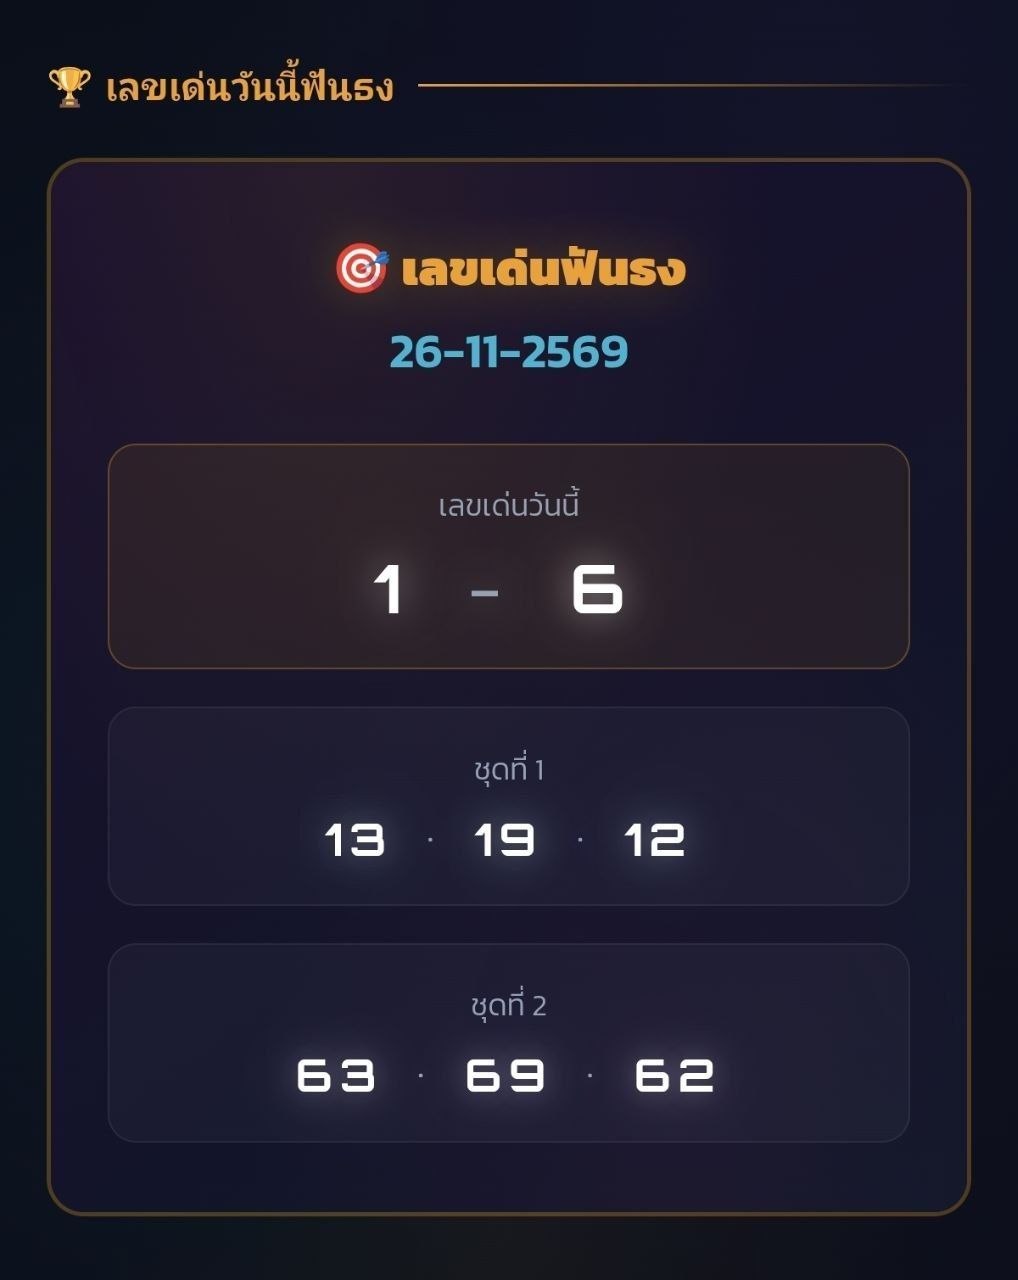 🏆 เลขเด่นวันนี้ฟันธง
🎯 เลขเด่นฟันธง
26-11-2569
เลขเด่นวันนี้
1 - 6
ชุดที่ 1
13 · 19 · 12
ชุดที่ 2
63 · 69 · 62